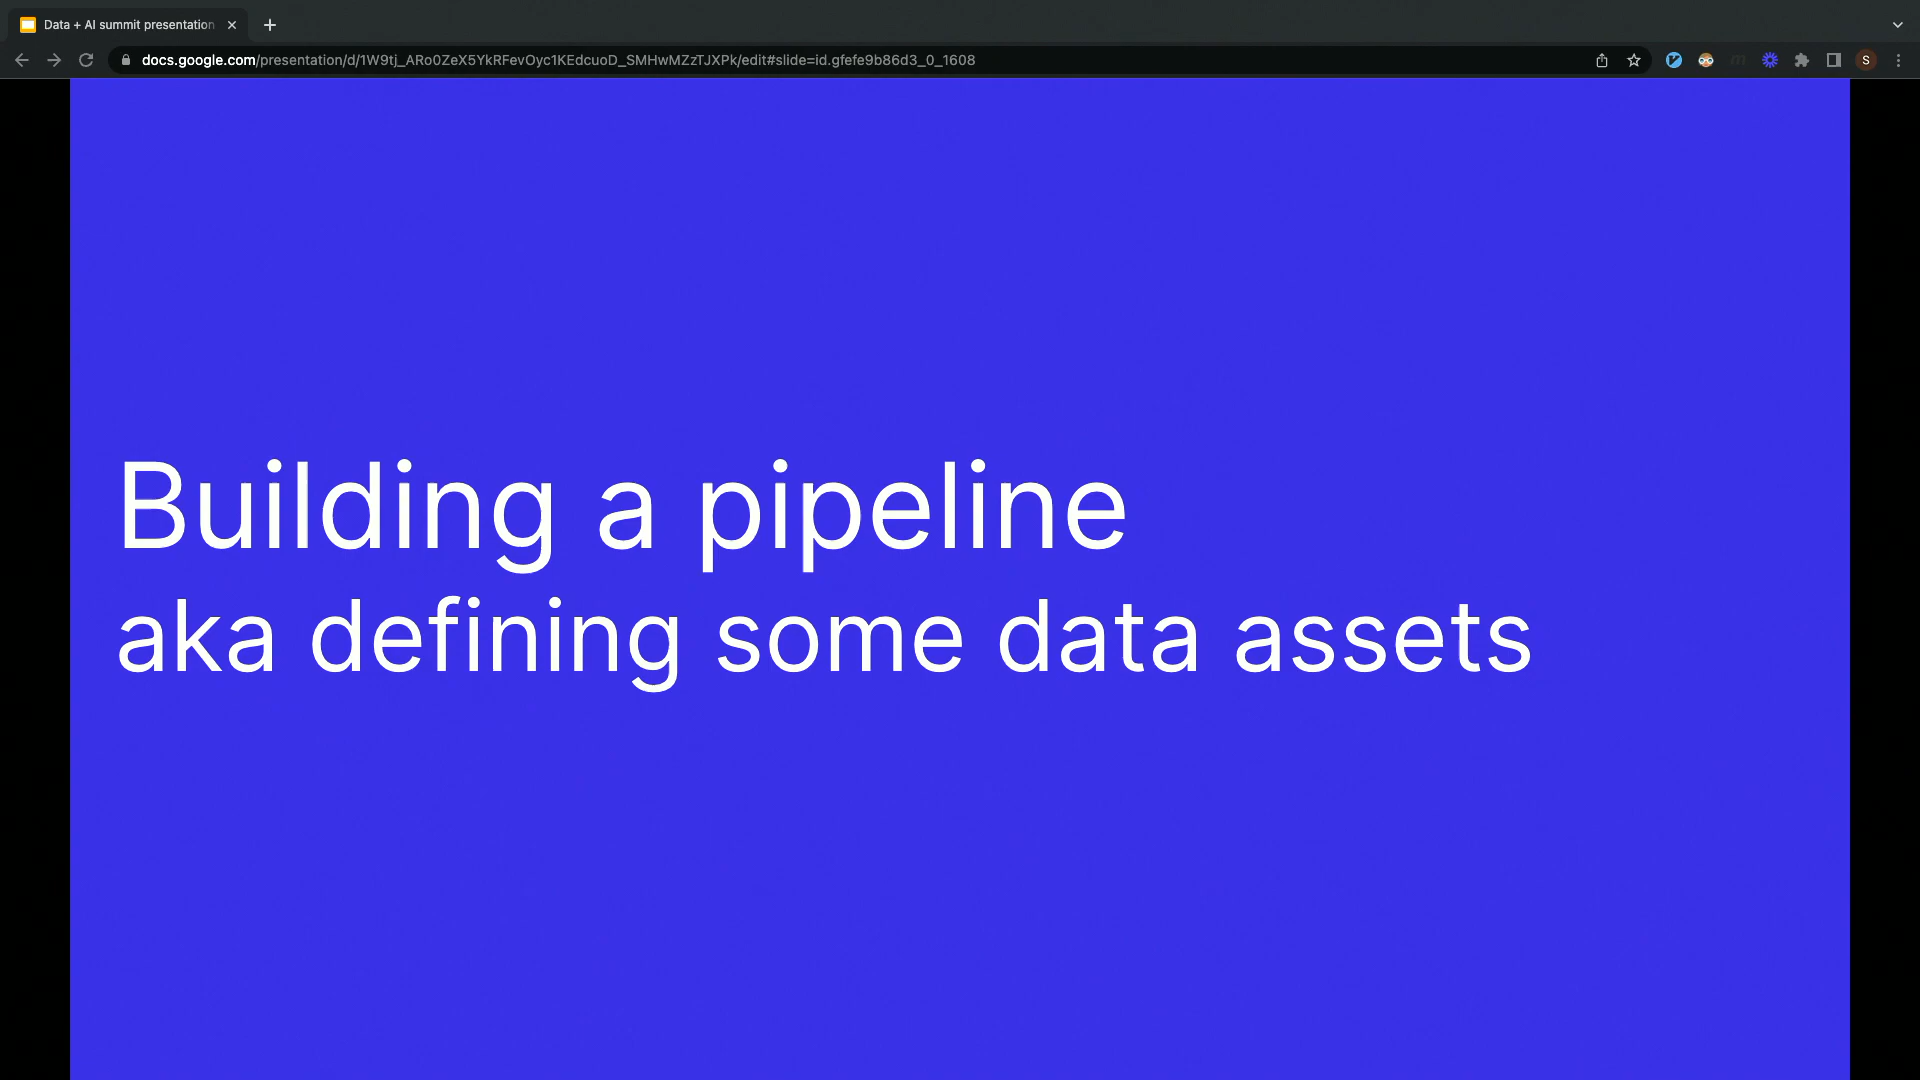 Data + AI summit presentation
docs.google.com/presentation/d/1W9tj_ARo0ZeX5YkRFevOyc1KEdcuoD_SMHwMZzTJXPk/edit#slide=id.gfefe9b86d3_0_1608
S
Building a pipeline
aka defining some data assets